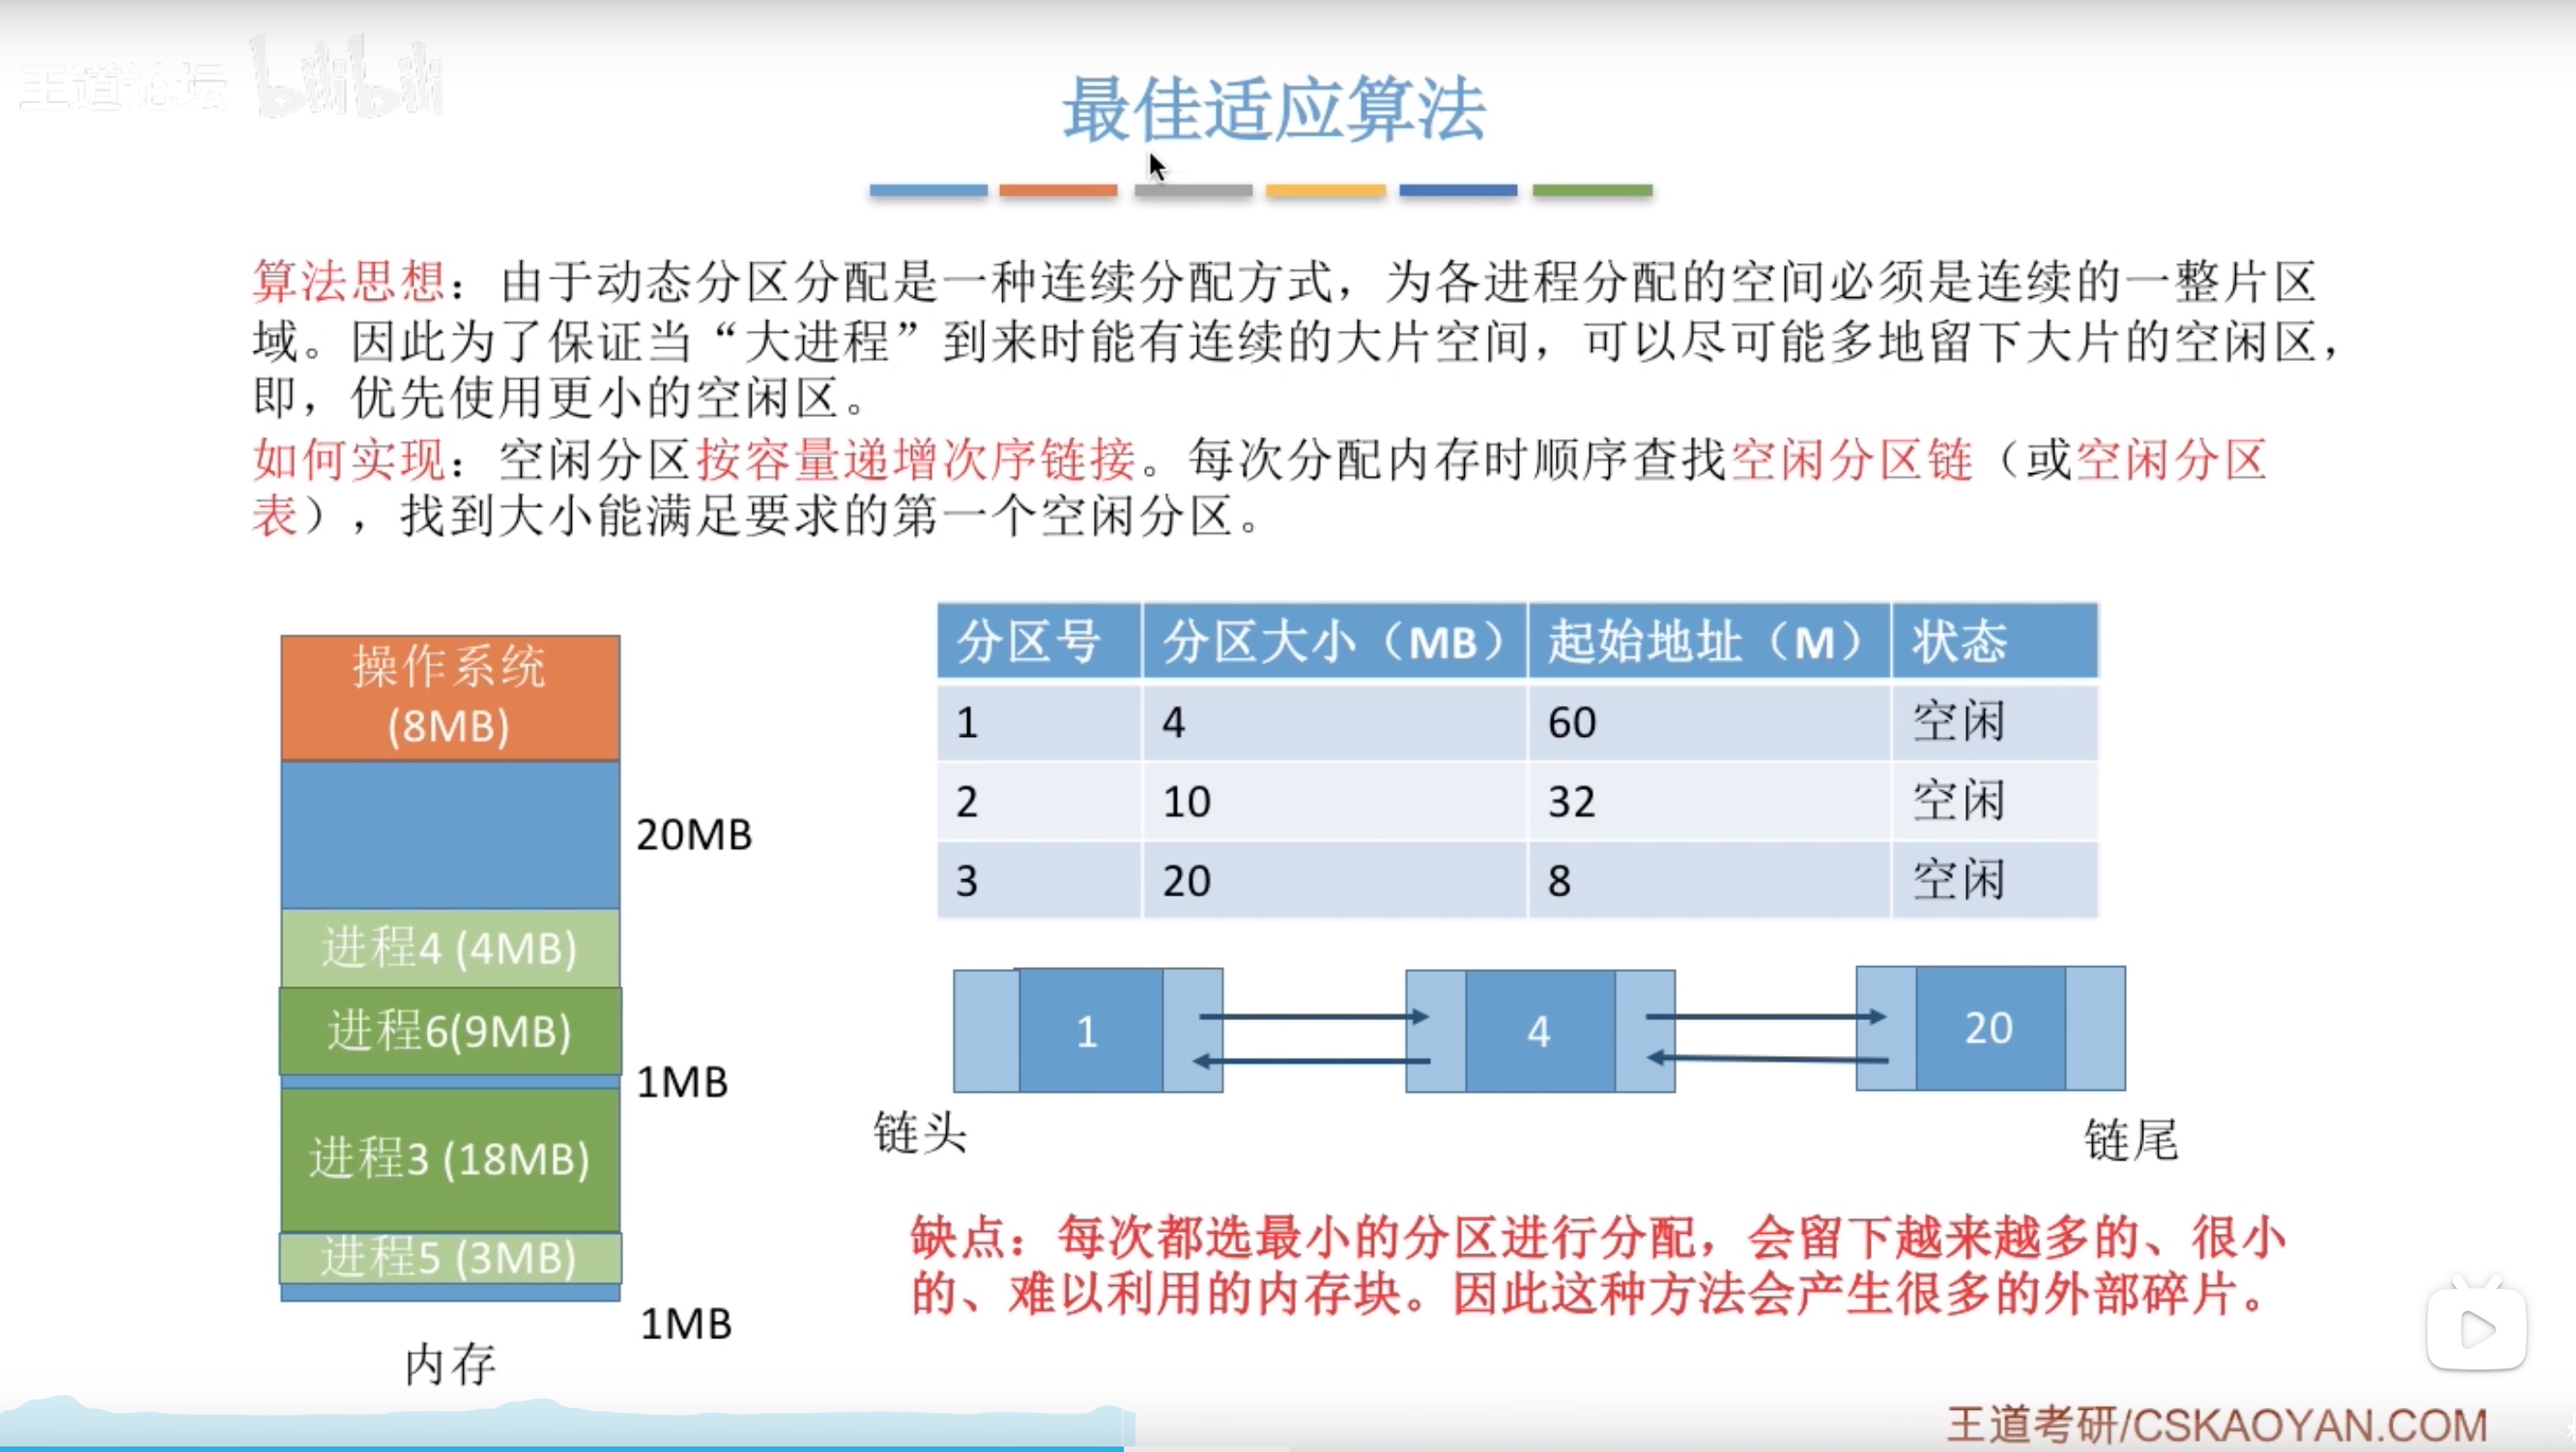 王道论坛 bilibili
最佳适应算法
算法思想：由于动态分区分配是一种连续分配方式，为各进程分配的空间必须是连续的一整片区
域。因此为了保证当“大进程”到来时能有连续的大片空间，可以尽可能多地留下大片的空闲区，
即，优先使用更小的空闲区。
如何实现：空闲分区按容量递增次序链接。每次分配内存时顺序查找空闲分区链（或空闲分区
表），找到大小能满足要求的第一个空闲分区。
操作系统
(8MB)
20MB
进程4 (4MB)
进程6(9MB)
1MB
进程3 (18MB)
进程5 (3MB)
1MB
内存
分区号 分区大小（MB） 起始地址（M） 状态
1 4 60 空闲
2 10 32 空闲
3 20 8 空闲
1 4 20
链头 链尾
缺点：每次都选最小的分区进行分配，会留下越来越多的、很小
的、难以利用的内存块。因此这种方法会产生很多的外部碎片。
王道考研/CSKAOYAN.COM